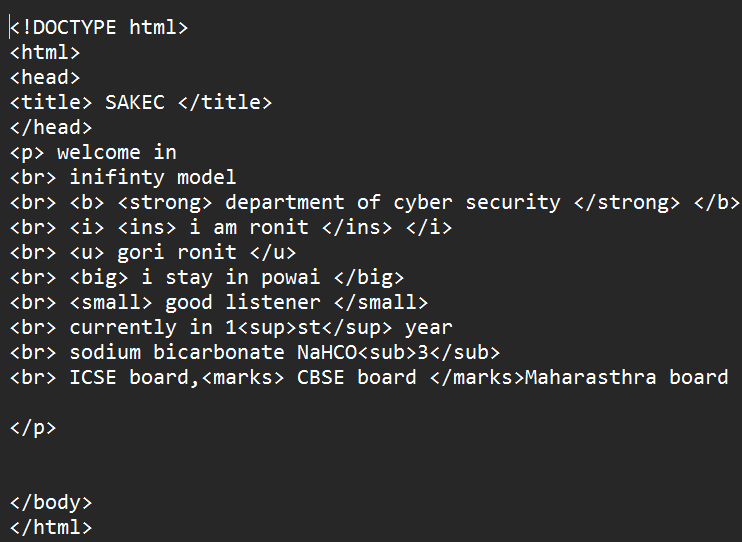 <!DOCTYPE html>
<html>
<head>
<title> SAKEC </title>
</head>
<p> welcome in
<br> inifinty model
<br> <b> <strong> department of cyber security </strong> </b>
<br> <i> <ins> i am ronit </ins> </i>
<br> <u> gori ronit </u>
<br> <big> i stay in powai </big>
<br> <small> good listener </small>
<br> currently in 1<sup>st</sup> year
<br> sodium bicarbonate NaHCO<sub>3</sub>
<br> ICSE board,<marks> CBSE board </marks>Maharasthra board
</p>
</body>
</html>